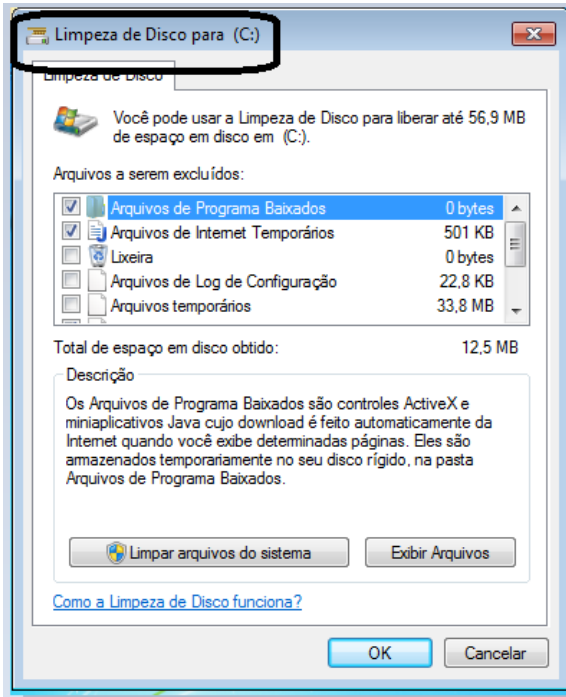 Limpeza de Disco para (C:)
Limpeza de Disco
Você pode usar a Limpeza de Disco para liberar até 56,9 MB
de espaço em disco em (C:).
Arquivos a serem excluídos:
Arquivos de Programa Baixados 0 bytes
Arquivos de Internet Temporários 501 KB
Lixeira 0 bytes
Arquivos de Log de Configuração 22,8 KB
Arquivos temporários 33,8 MB
Total de espaço em disco obtido: 12,5 MB
Descrição
Os Arquivos de Programa Baixados são controles ActiveX e
miniaplicativos Java cujo download é feito automaticamente da
Internet quando você exibe determinadas páginas. Eles são
armazenados temporariamente no seu disco rígido, na pasta
Arquivos de Programa Baixados.
Limpar arquivos do sistema Exibir Arquivos
Como a Limpeza de Disco funciona?
OK Cancelar